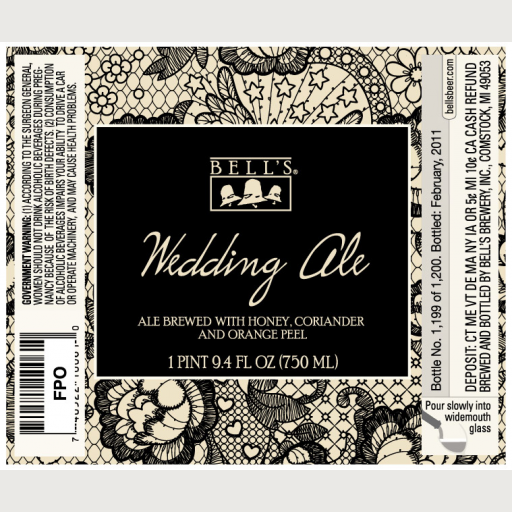 GOVERNMENT WARNING: (1) ACCORDING TO THE SURGEON GENERAL,
WOMEN SHOULD NOT DRINK ALCOHOLIC BEVERAGES DURING PREG-
NANCY BECAUSE OF THE RISK OF BIRTH DEFECTS. (2) CONSUMPTION
OF ALCOHOLIC BEVERAGES IMPAIRS YOUR ABILITY TO DRIVE A CAR
OR OPERATE MACHINERY, AND MAY CAUSE HEALTH PROBLEMS.
FPO
BELL'S®
Wedding Ale
ALE BREWED WITH HONEY, CORIANDER
AND ORANGE PEEL
1 PINT 9.4 FL OZ (750 ML)
Bottle No. 1,199 of 1,200. Bottled: February, 2011
bellsbeer.com
DEPOSIT: CT ME VT DE MA NY IA OR 5¢ MI 10¢ CA CASH REFUND
BREWED AND BOTTLED BY BELL'S BREWERY, INC., COMSTOCK, MI 49053
Pour slowly into
widemouth
glass